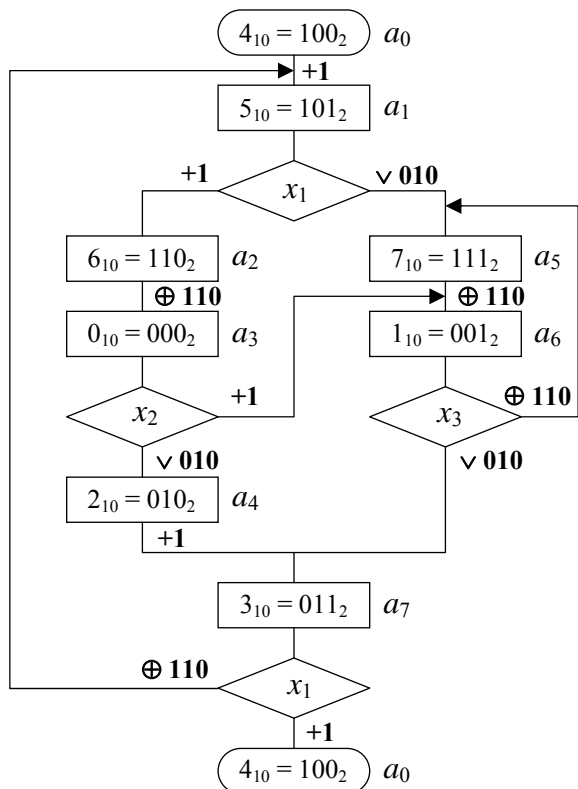 4₁₀ = 100₂ a₀
+1
5₁₀ = 101₂ a₁
+1 x₁ ∨ 010
6₁₀ = 110₂ a₂ 7₁₀ = 111₂ a₅
⊕ 110 ⊕ 110
0₁₀ = 000₂ a₃ 1₁₀ = 001₂ a₆
x₂ +1 x₃ ⊕ 110
∨ 010 ∨ 010
2₁₀ = 010₂ a₄
+1
3₁₀ = 011₂ a₇
⊕ 110 x₁
+1
4₁₀ = 100₂ a₀